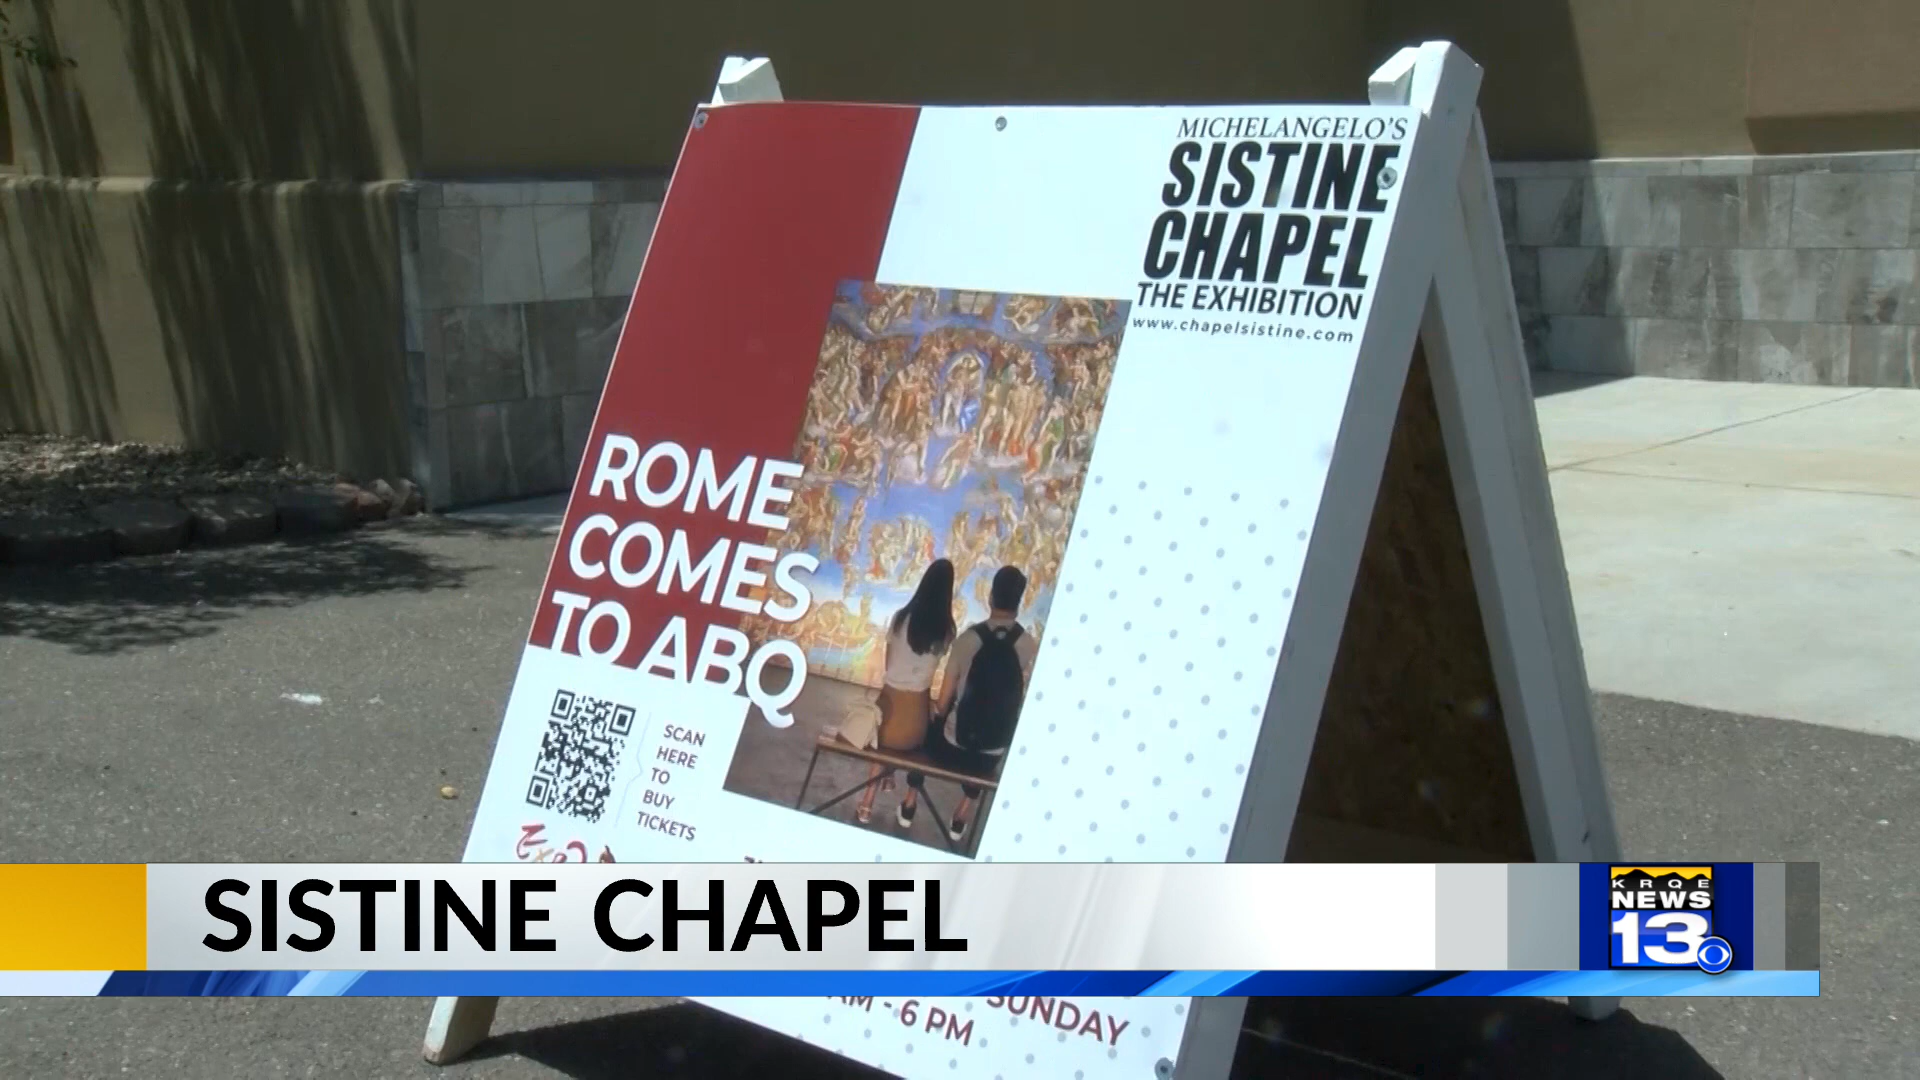 MICHELANGELO'S
SISTINE
CHAPEL
THE EXHIBITION
www.chapelsistine.com
ROME
COMES
TO ABQ
SCAN
HERE
TO
BUY
TICKETS
SISTINE CHAPEL
KRQE
NEWS
13
- 6 PM
SUNDAY